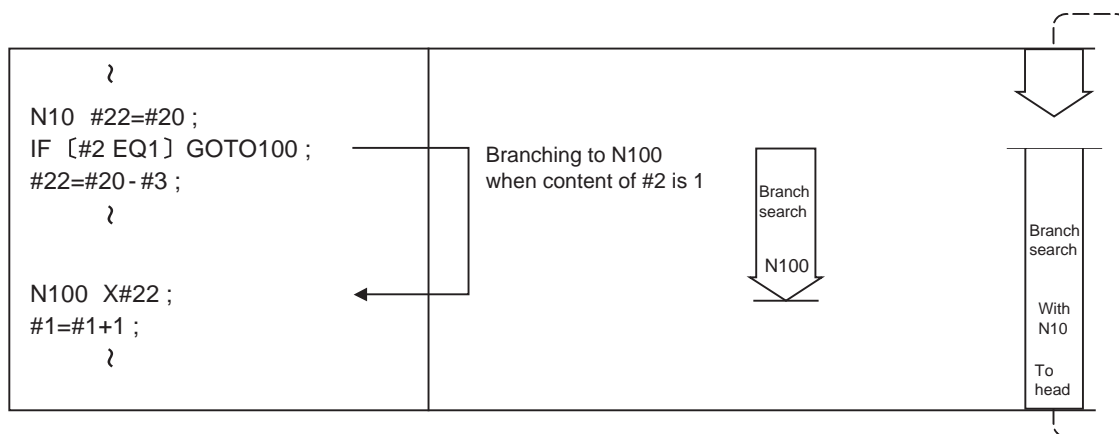 ~
N10 #22=#20 ;
IF 〔#2 EQ1〕 GOTO100 ;
#22=#20 - #3 ;
~
N100 X#22 ;
#1=#1+1 ;
~
Branching to N100
when content of #2 is 1
Branch
search
N100
Branch
search
With
N10
To
head